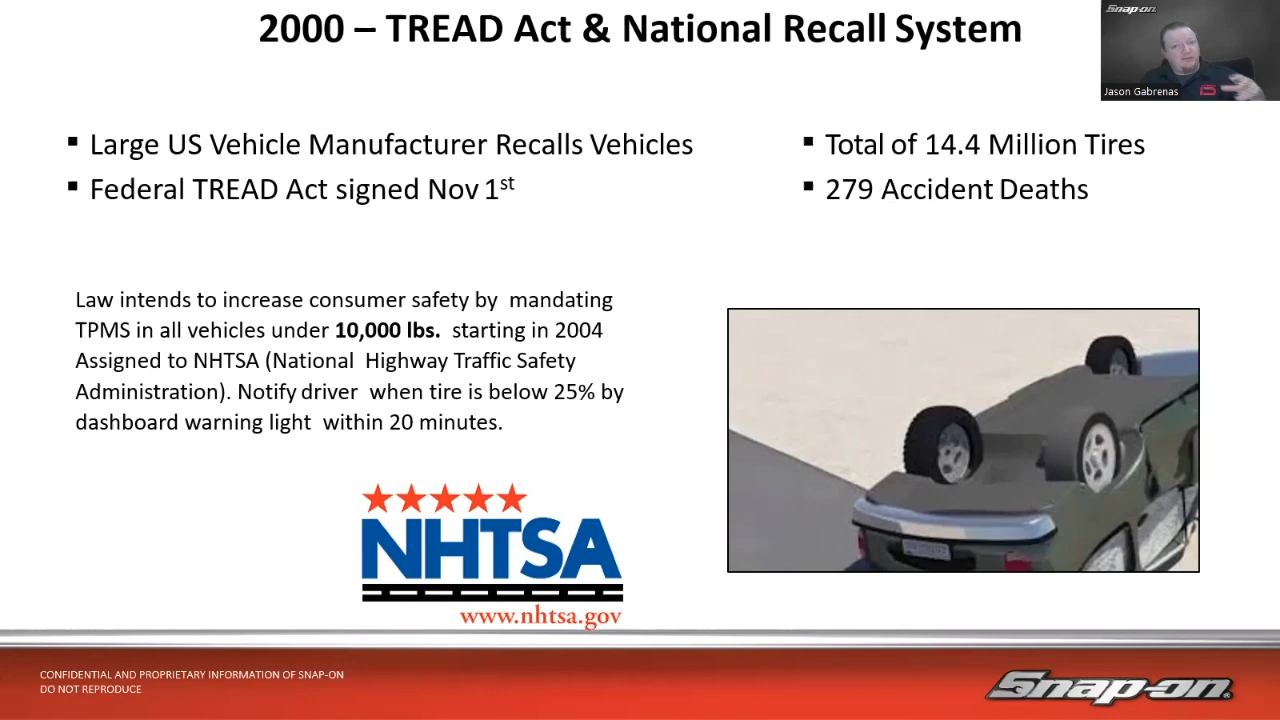 2000 – TREAD Act & National Recall System
Snap-on
Jason Gabrenas
▪ Large US Vehicle Manufacturer Recalls Vehicles
▪ Federal TREAD Act signed Nov 1st
▪ Total of 14.4 Million Tires
▪ 279 Accident Deaths
Law intends to increase consumer safety by mandating
TPMS in all vehicles under 10,000 lbs. starting in 2004
Assigned to NHTSA (National Highway Traffic Safety
Administration). Notify driver when tire is below 25% by
dashboard warning light within 20 minutes.
NHTSA
www.nhtsa.gov
CONFIDENTIAL AND PROPRIETARY INFORMATION OF SNAP-ON
DO NOT REPRODUCE
Snap-on®